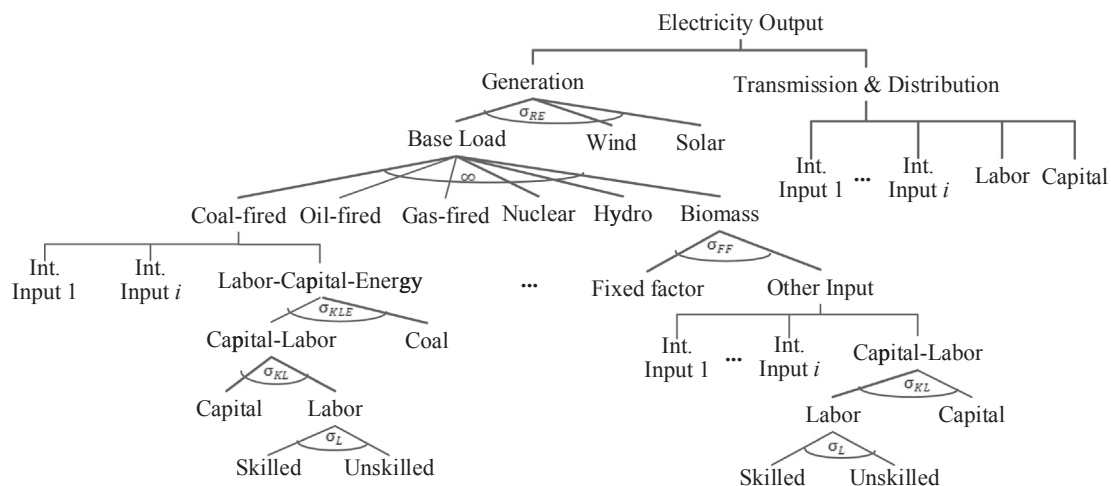 Electricity Output
Generation
Transmission & Distribution
σRE
Base Load
Wind
Solar
Int.
Input 1
...
Int.
Input i
Labor
Capital
∞
Coal-fired
Oil-fired
Gas-fired
Nuclear
Hydro
Biomass
Int.
Input 1
Int.
Input i
Labor-Capital-Energy
...
σFF
Fixed factor
Other Input
σKLE
Capital-Labor
Coal
Int.
Input 1
...
Int.
Input i
Capital-Labor
σKL
Capital
Labor
σKL
Labor
Capital
σL
Skilled
Unskilled
σL
Skilled
Unskilled